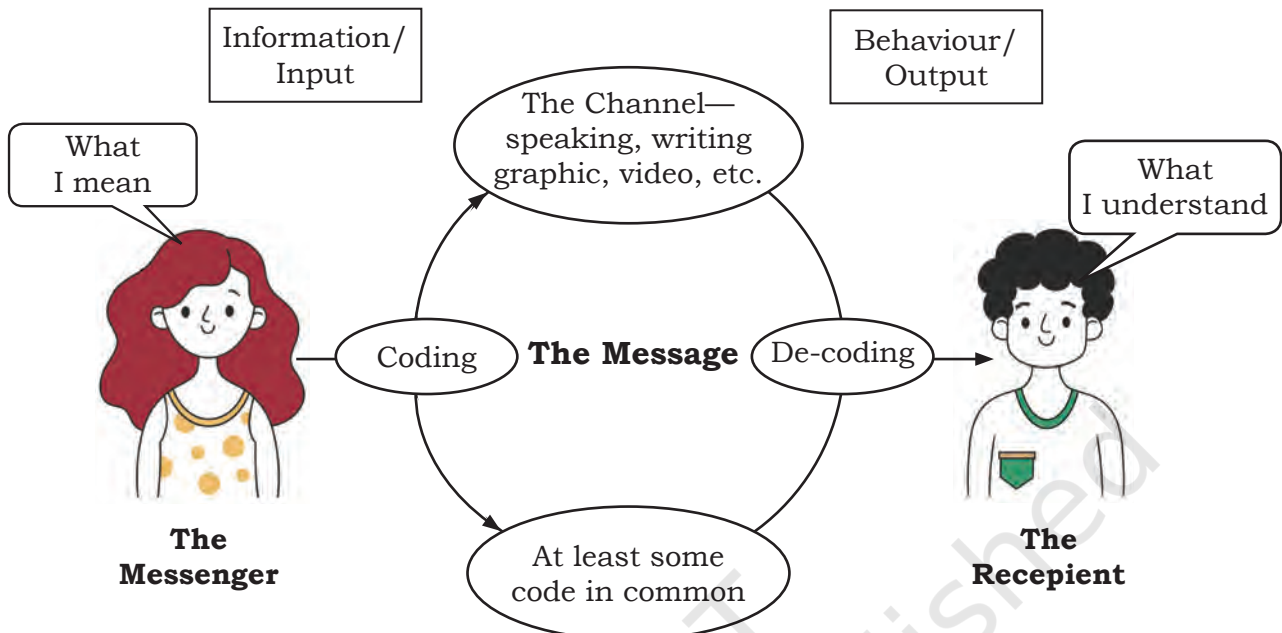 Information/
Input
Behaviour/
Output
The Channel—
speaking, writing
graphic, video, etc.
What
I mean
What
I understand
Coding
The Message
De-coding
The
Messenger
At least some
code in common
The
Recepient